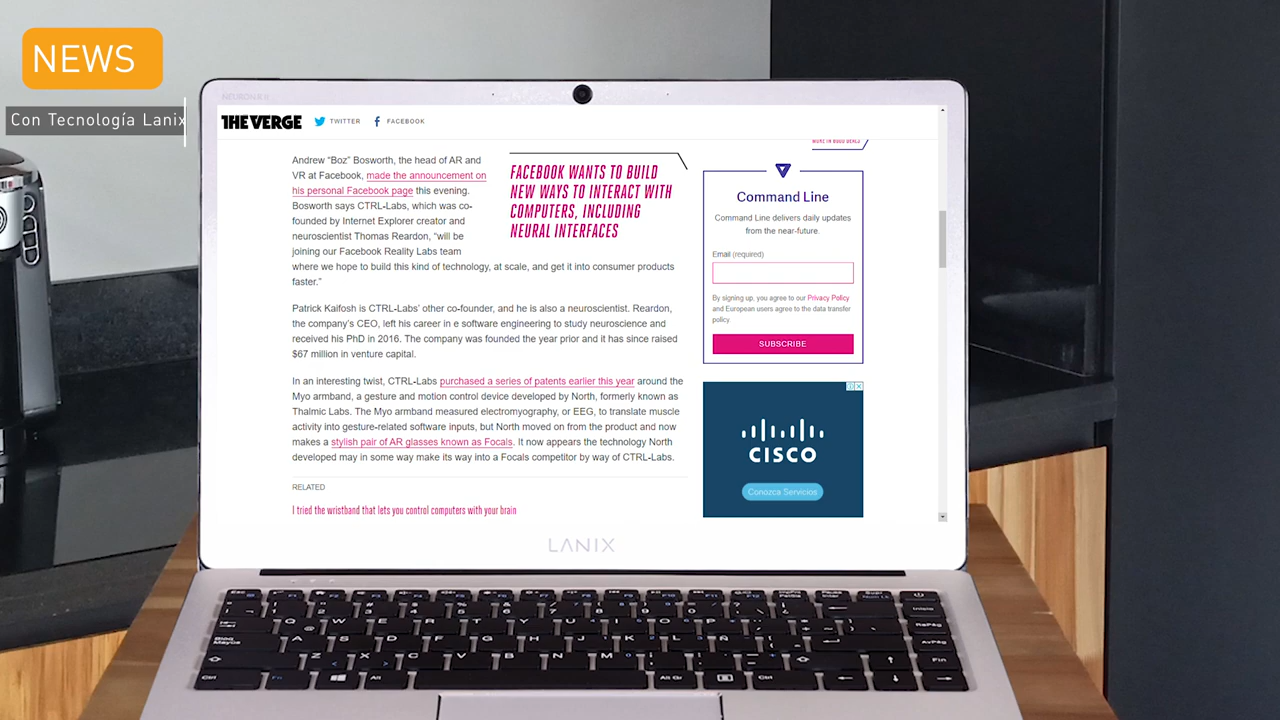 NEWS
Con Tecnología Lanix
THE VERGE
TWITTER
FACEBOOK
Andrew “Boz” Bosworth, the head of AR and
VR at Facebook, made the announcement on
his personal Facebook page this evening.
Bosworth says CTRL-Labs, which was co-
founded by Internet Explorer creator and
neuroscientist Thomas Reardon, “will be
joining our Facebook Reality Labs team
where we hope to build this kind of technology, at scale, and get it into consumer products
faster.”
FACEBOOK WANTS TO BUILD
NEW WAYS TO INTERACT WITH
COMPUTERS, INCLUDING
NEURAL INTERFACES
Patrick Kaifosh is CTRL-Labs’ other co-founder, and he is also a neuroscientist. Reardon,
the company’s CEO, left his career in e software engineering to study neuroscience and
received his PhD in 2016. The company was founded the year prior and it has since raised
$67 million in venture capital.
In an interesting twist, CTRL-Labs purchased a series of patents earlier this year around the
Myo armband, a gesture and motion control device developed by North, formerly known as
Thalmic Labs. The Myo armband measured electromyography, or EEG, to translate muscle
activity into gesture-related software inputs, but North moved on from the product and now
makes a stylish pair of AR glasses known as Focals. It now appears the technology North
developed may in some way make its way into a Focals competitor by way of CTRL-Labs.
RELATED
I tried the wristband that lets you control computers with your brain
Command Line
Command Line delivers daily updates
from the near-future.
Email (required)
By signing up, you agree to our Privacy Policy
and European users agree to the data transfer
policy
SUBSCRIBE
CISCO
Conozca Servicios
LANIX
Q W E R T Y U I O P
Bloq Mayús A S D F G H J K L Ñ
Z X C V B N M
Ctrl Fn Alt Alt Gr Ctrl
Inicio
RePág
AvPág
Fin